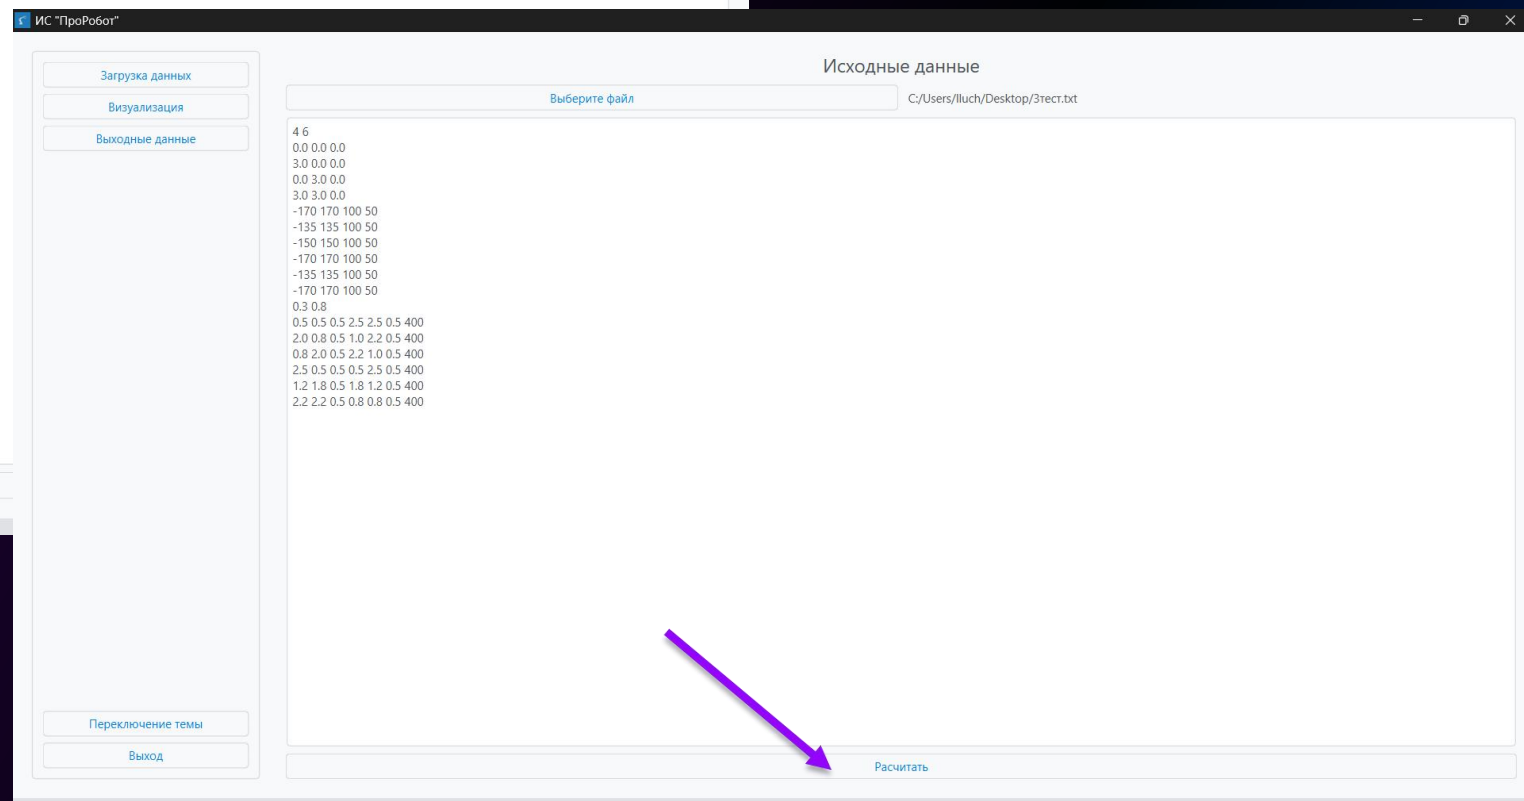 ИС "ПроРобот"
Загрузка данных
Визуализация
Выходные данные
Переключение темы
Выход
Исходные данные
Выберите файл
C:/Users/lluch/Desktop/3тест.txt
4 6
0.0 0.0 0.0
3.0 0.0 0.0
0.0 3.0 0.0
3.0 3.0 0.0
-170 170 100 50
-135 135 100 50
-150 150 100 50
-170 170 100 50
-135 135 100 50
-170 170 100 50
0.3 0.8
0.5 0.5 0.5 2.5 2.5 0.5 400
2.0 0.8 0.5 1.0 2.2 0.5 400
0.8 2.0 0.5 2.2 1.0 0.5 400
2.5 0.5 0.5 0.5 2.5 0.5 400
1.2 1.8 0.5 1.8 1.2 0.5 400
2.2 2.2 0.5 0.8 0.8 0.5 400
Расчитать